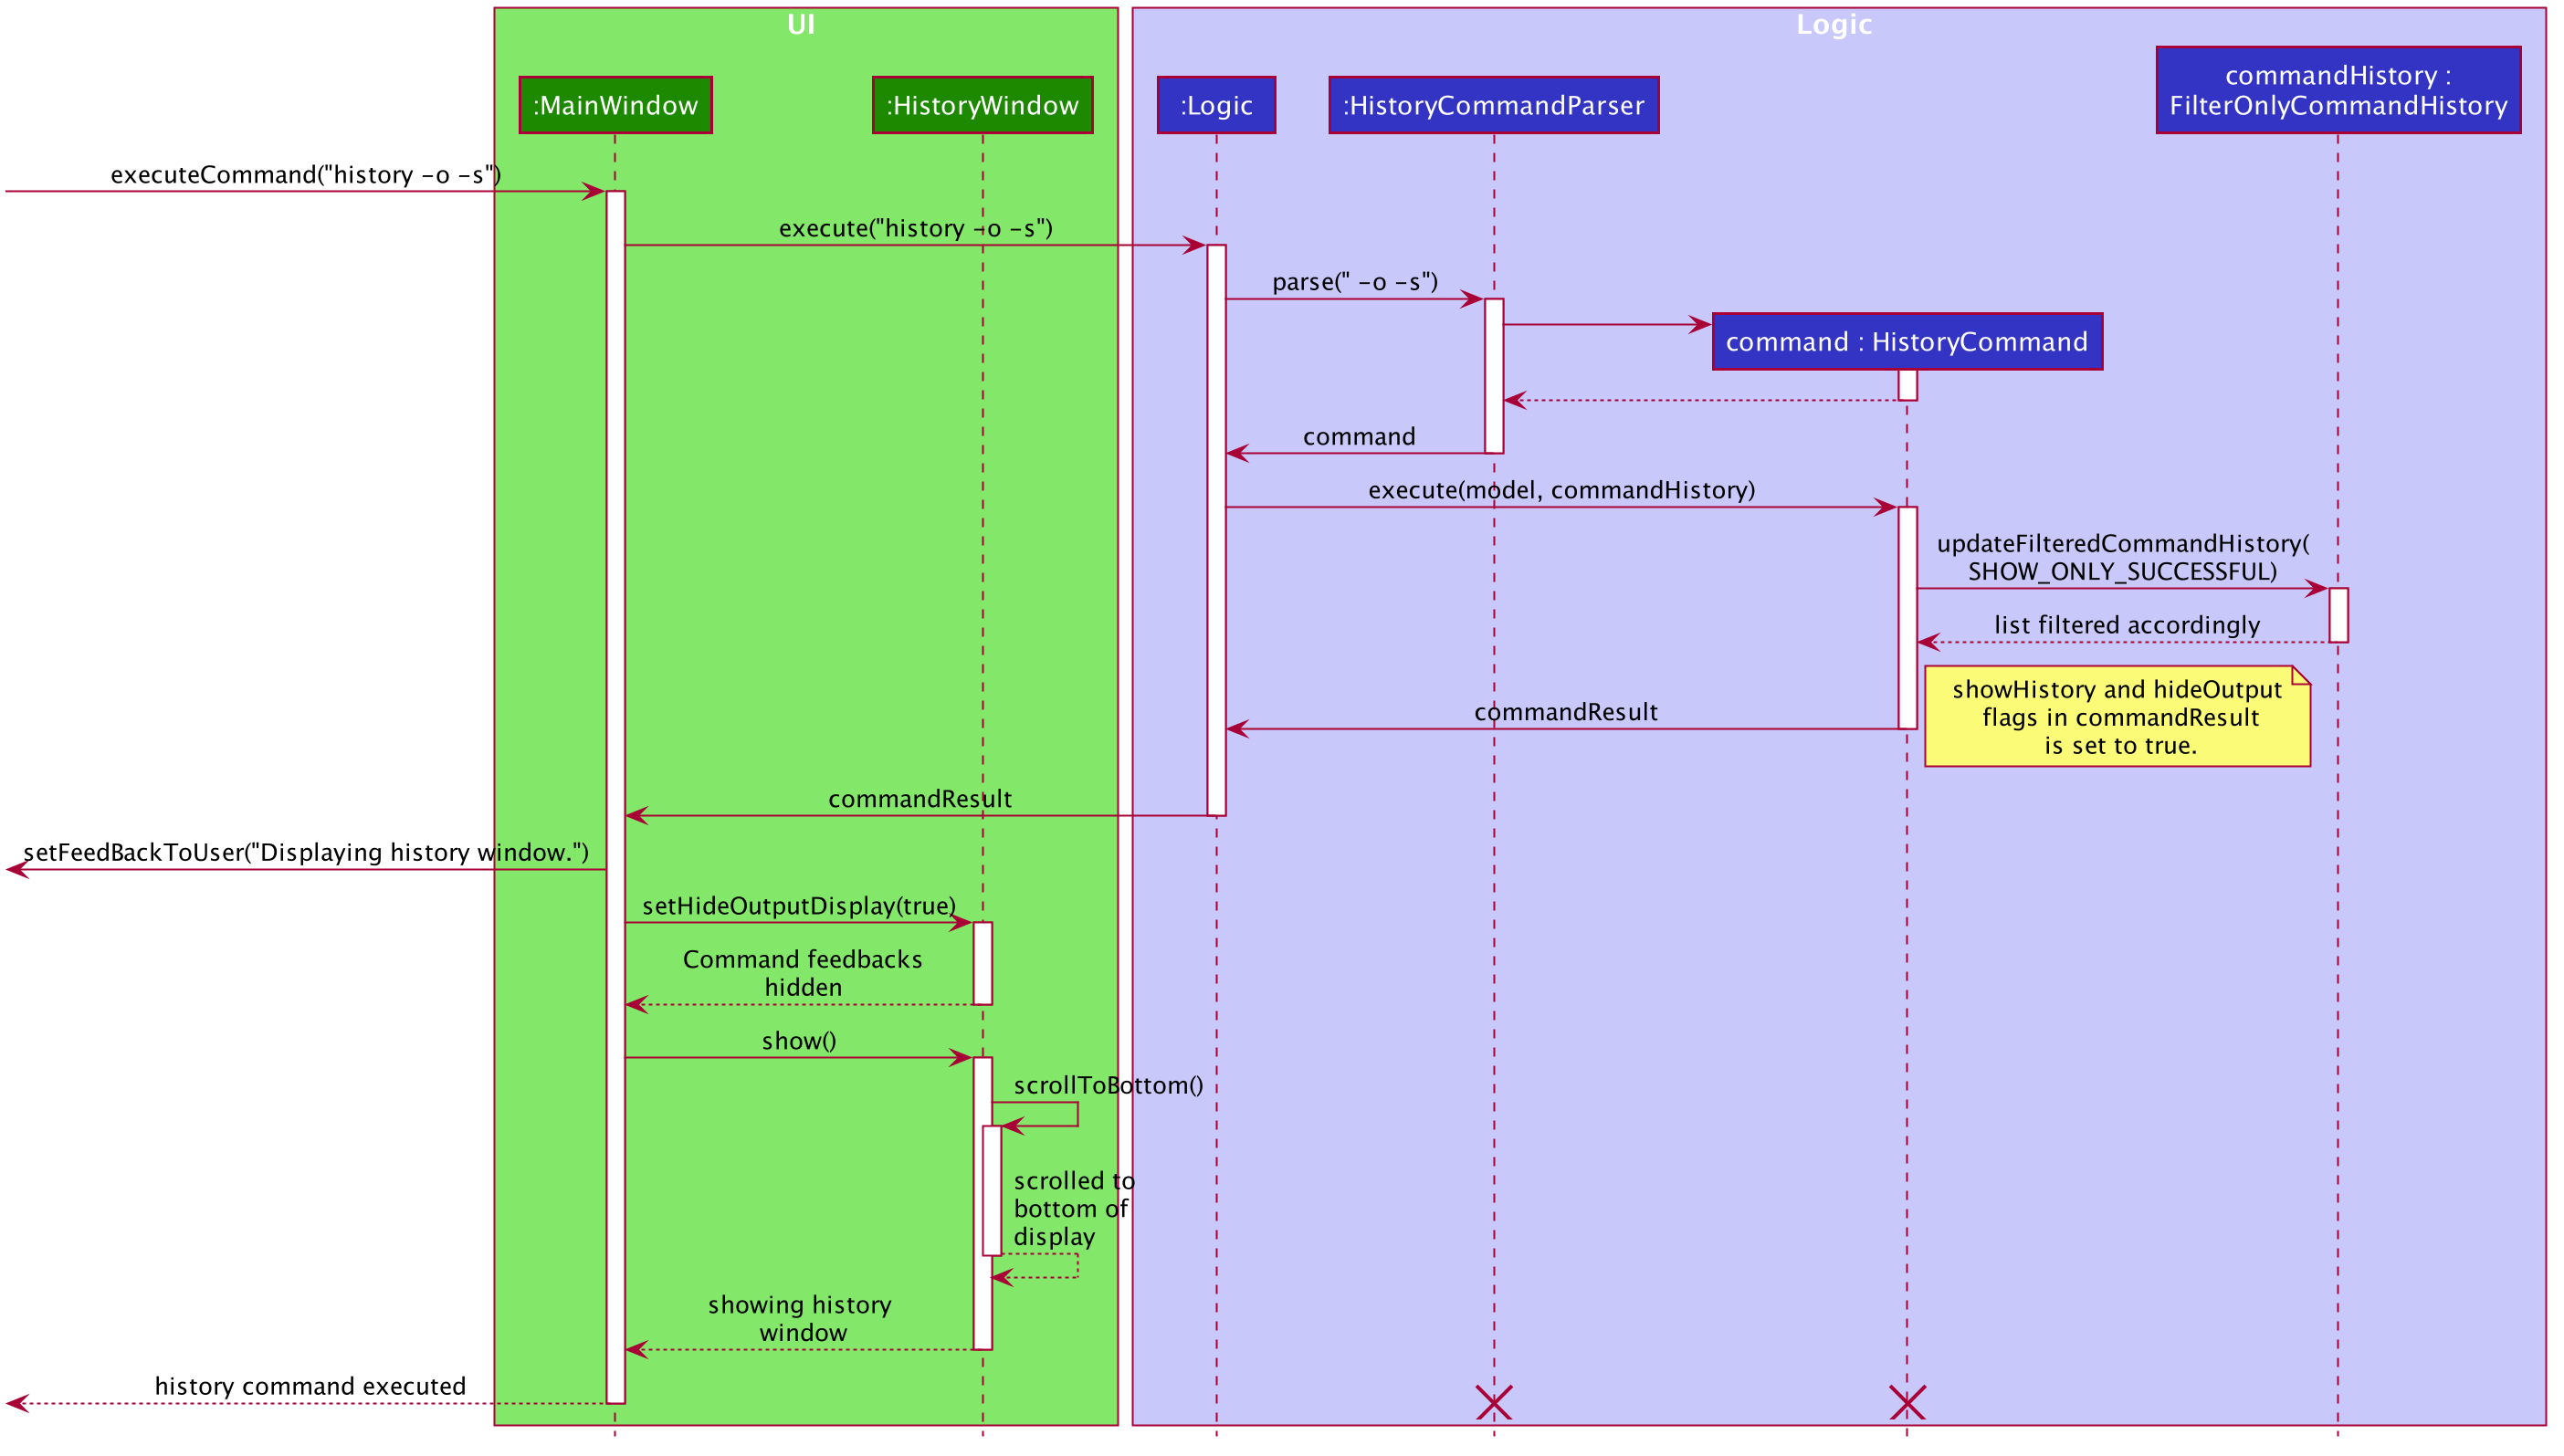 UI
Logic
:MainWindow
:HistoryWindow
:Logic
:HistoryCommandParser
commandHistory :
FilterOnlyCommandHistory
executeCommand("history -o -s")
execute("history -o -s")
parse(" -o -s")
command : HistoryCommand
command
execute(model, commandHistory)
updateFilteredCommandHistory(
SHOW_ONLY_SUCCESSFUL)
list filtered accordingly
showHistory and hideOutput
flags in commandResult
is set to true.
commandResult
commandResult
setFeedBackToUser("Displaying history window.")
setHideOutputDisplay(true)
Command feedbacks
hidden
show()
scrollToBottom()
scrolled to
bottom of
display
showing history
window
history command executed